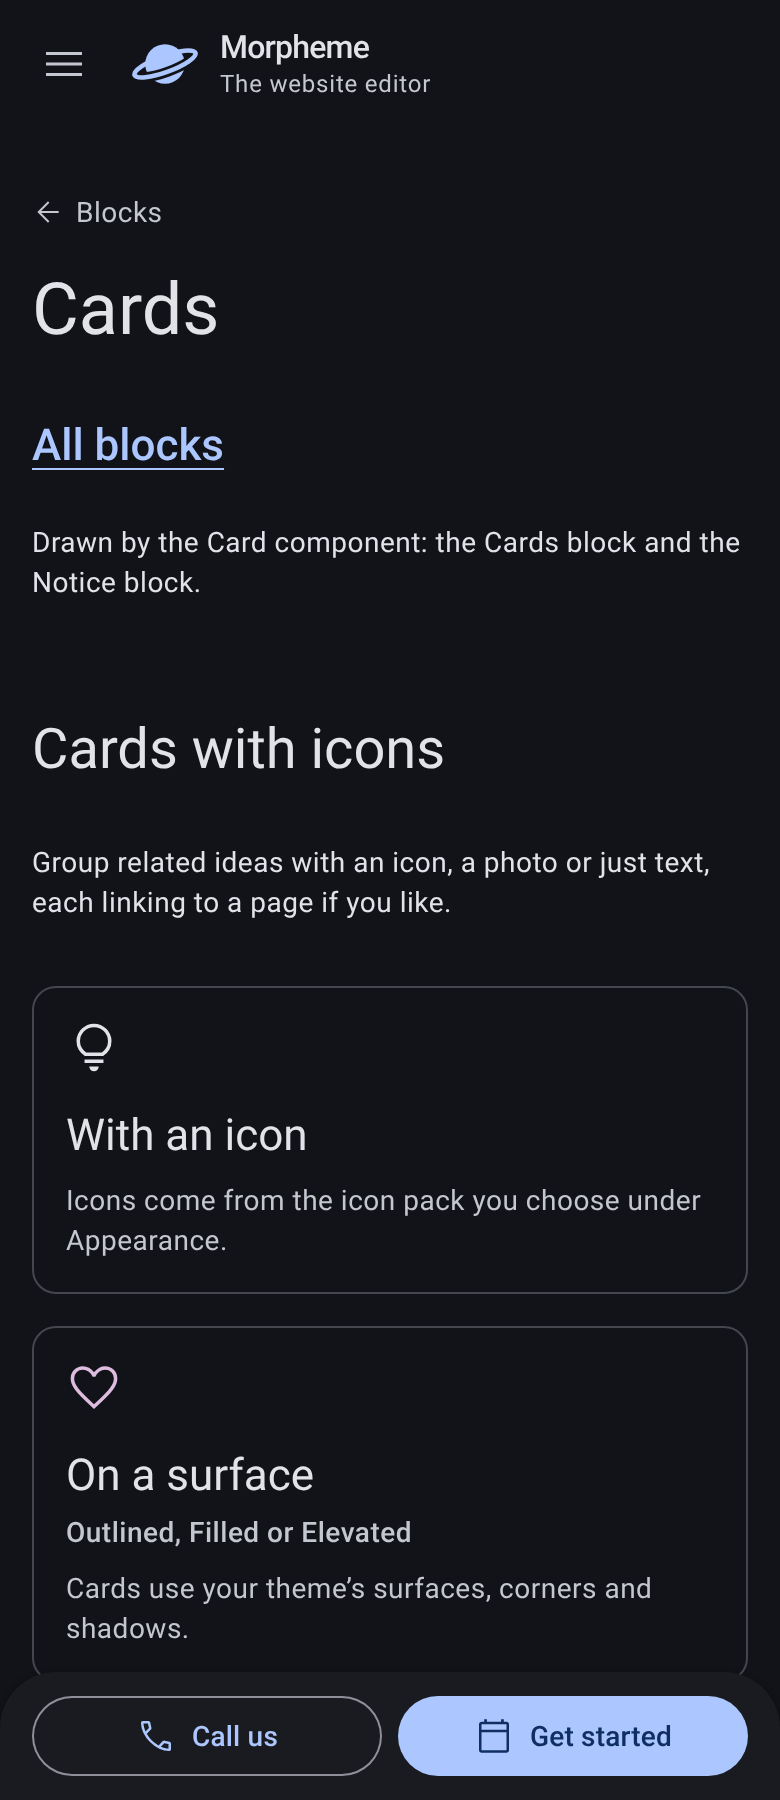 Morpheme
The website editor
Blocks
Cards
All blocks
Drawn by the Card component: the Cards block and the
Notice block.
Cards with icons
Group related ideas with an icon, a photo or just text,
each linking to a page if you like.
With an icon
Icons come from the icon pack you choose under
Appearance.
On a surface
Outlined, Filled or Elevated
Cards use your theme’s surfaces, corners and
shadows.
Call us
Get started